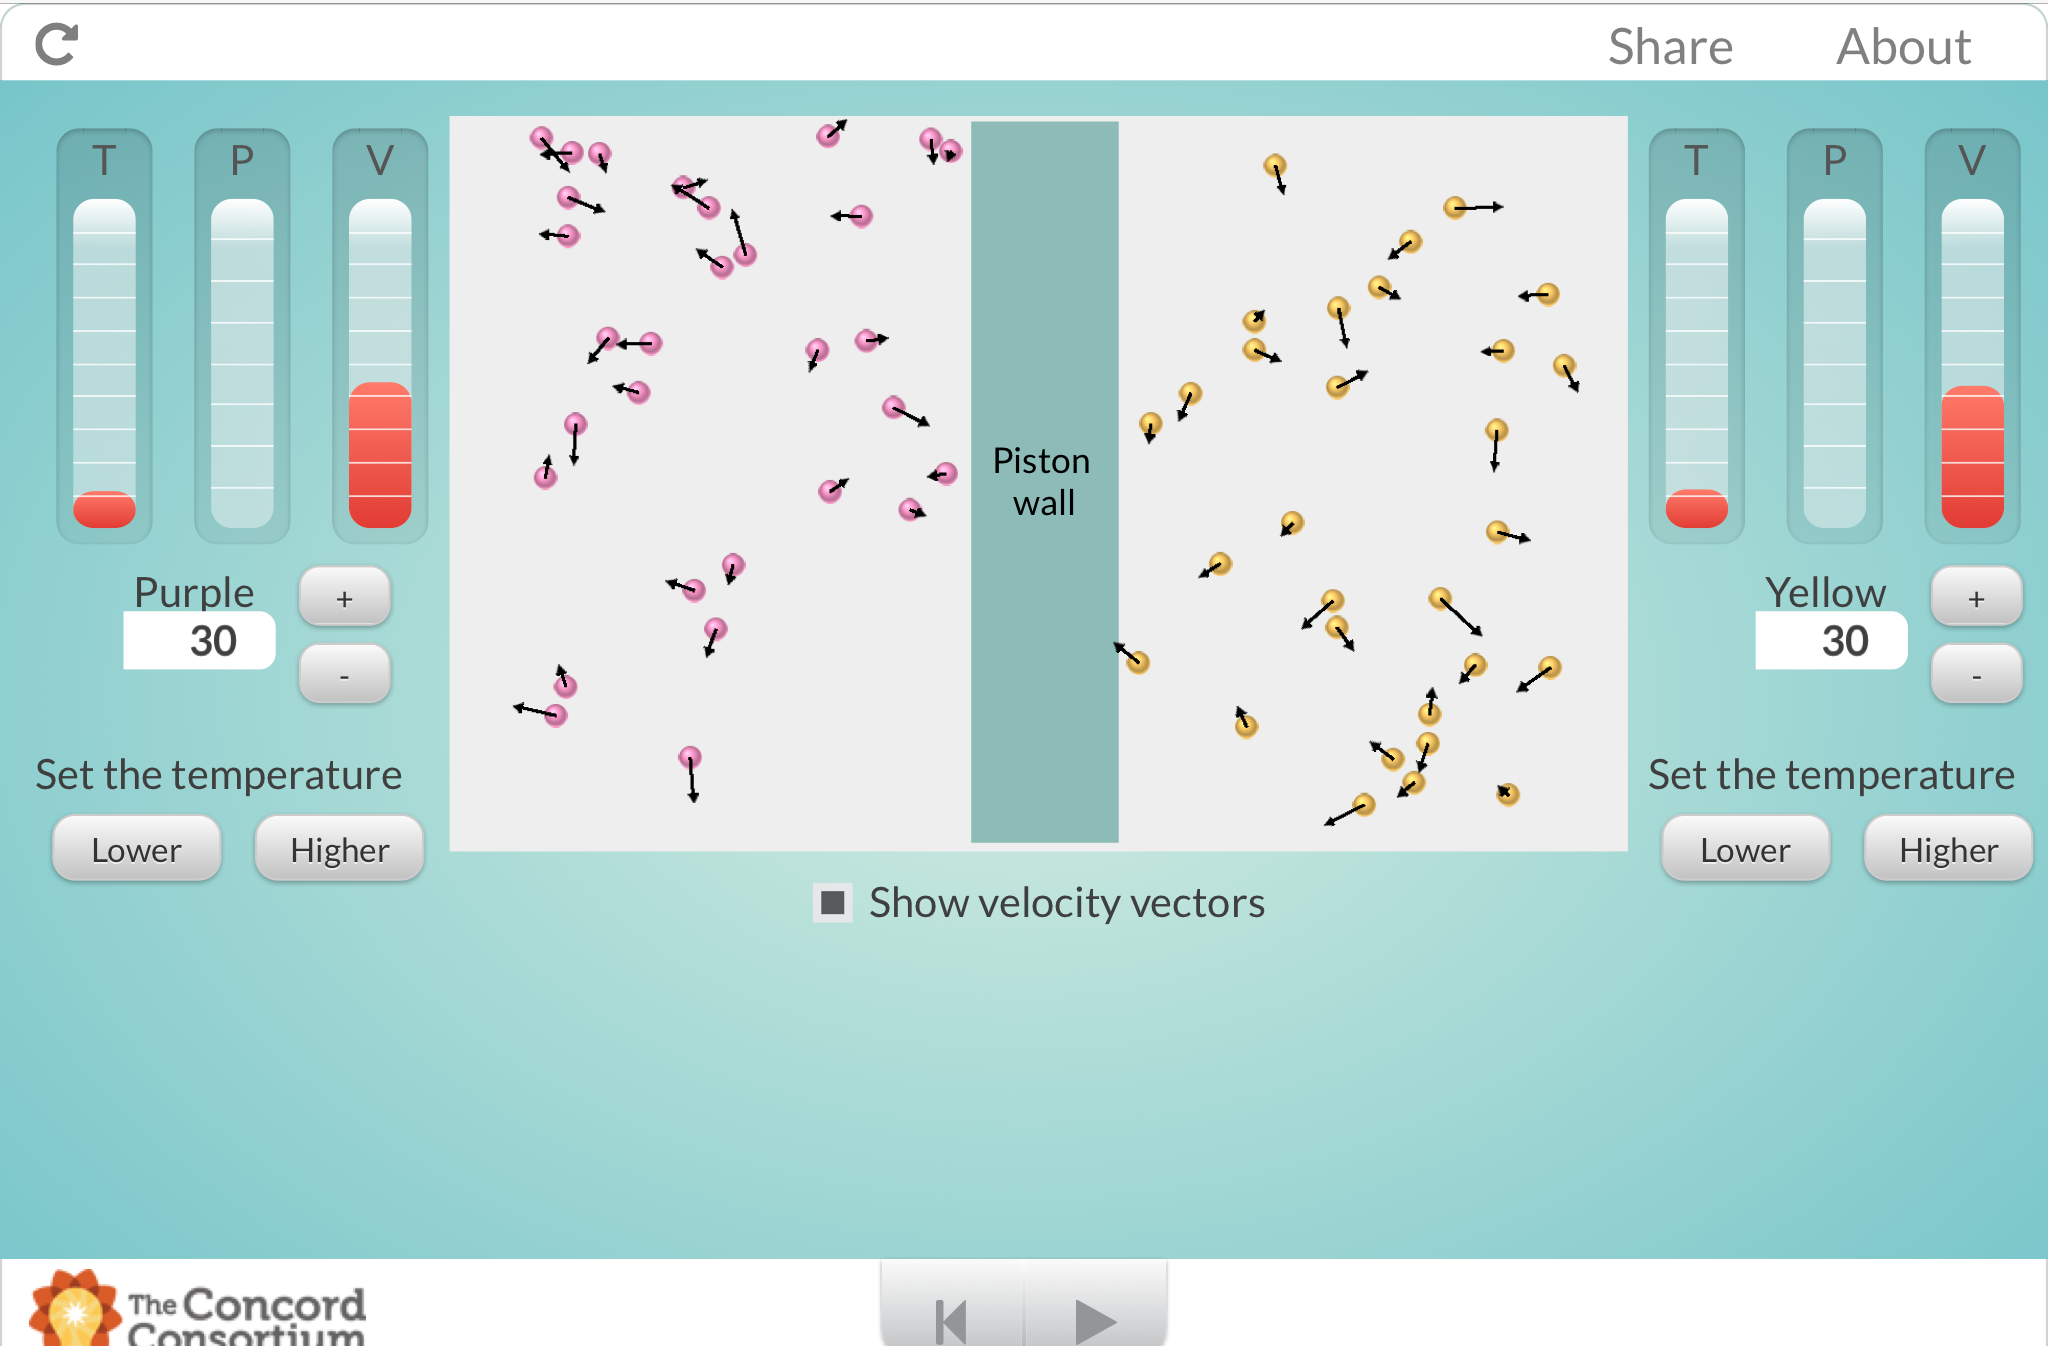 Share About
T P V
T P V
Piston
wall
Purple
30
+
-
Yellow
30
+
-
Set the temperature
Lower Higher
Set the temperature
Lower Higher
Show velocity vectors
The Concord
Consortium